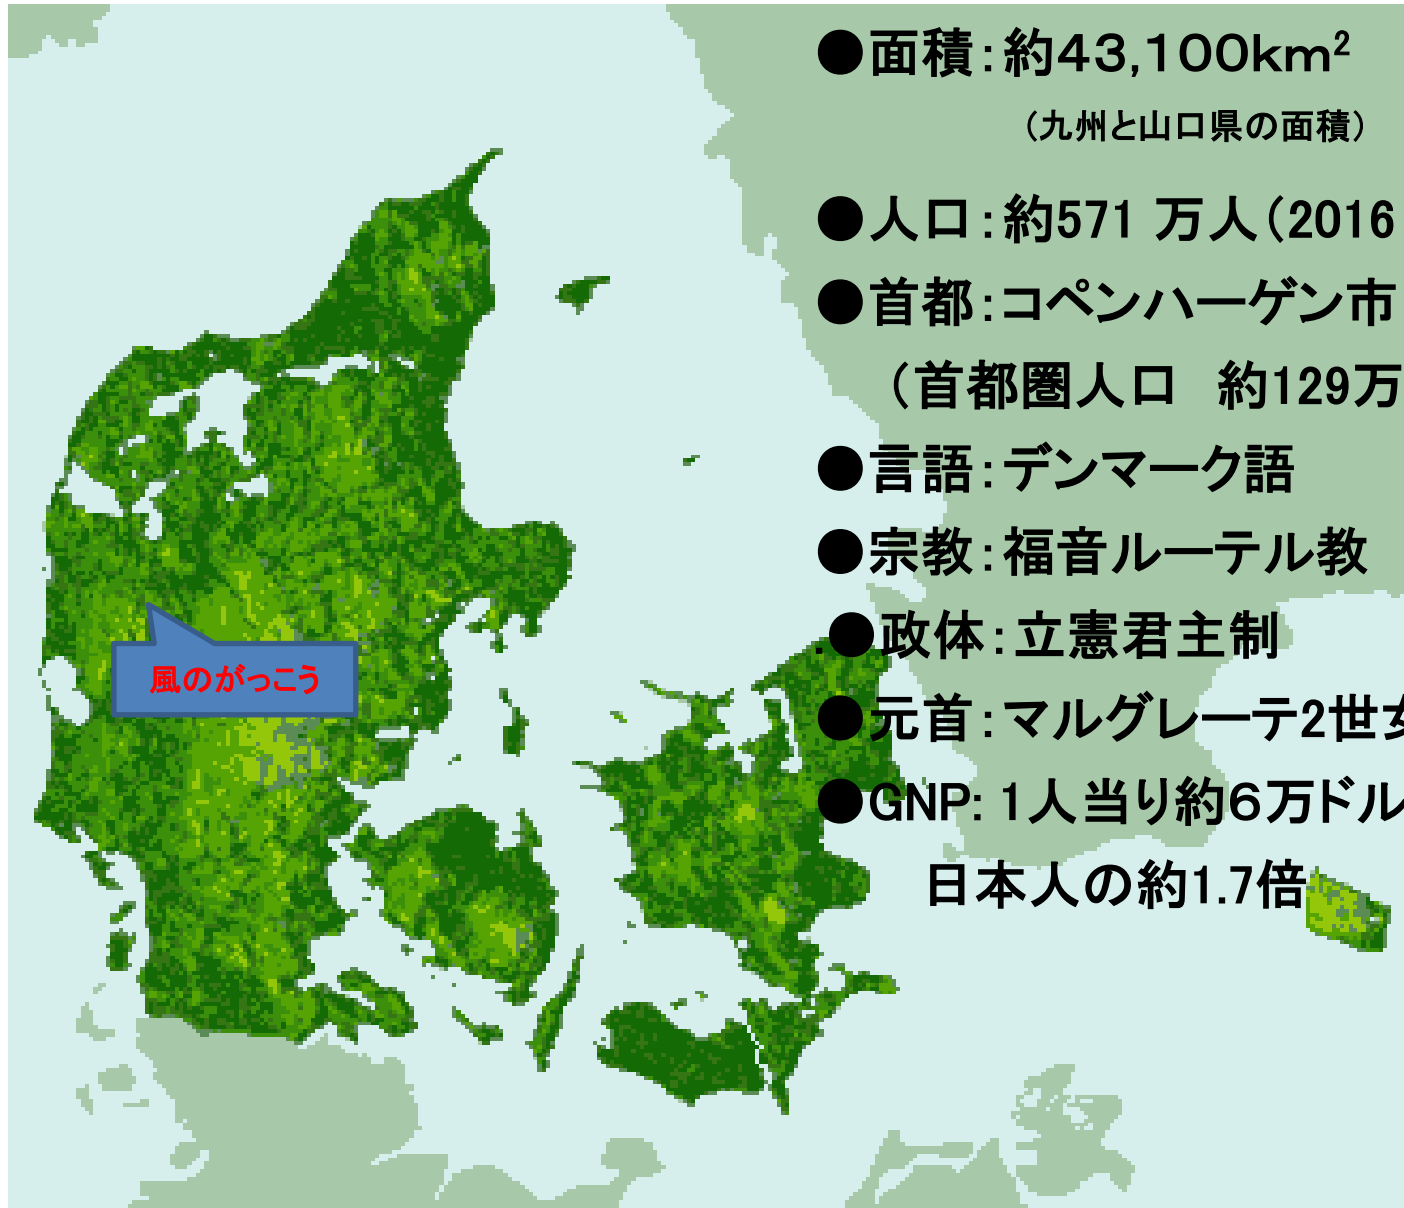 ●面積：約43,100km²
（九州と山口県の面積）
●人口：約571 万人（2016
●首都：コペンハーゲン市
（首都圏人口　約129万
●言語：デンマーク語
●宗教：福音ルーテル教
.●政体：立憲君主制
風のがっこう
●元首：マルグレーテ2世女
●GNP：1人当り約６万ドル
日本人の約1.7倍